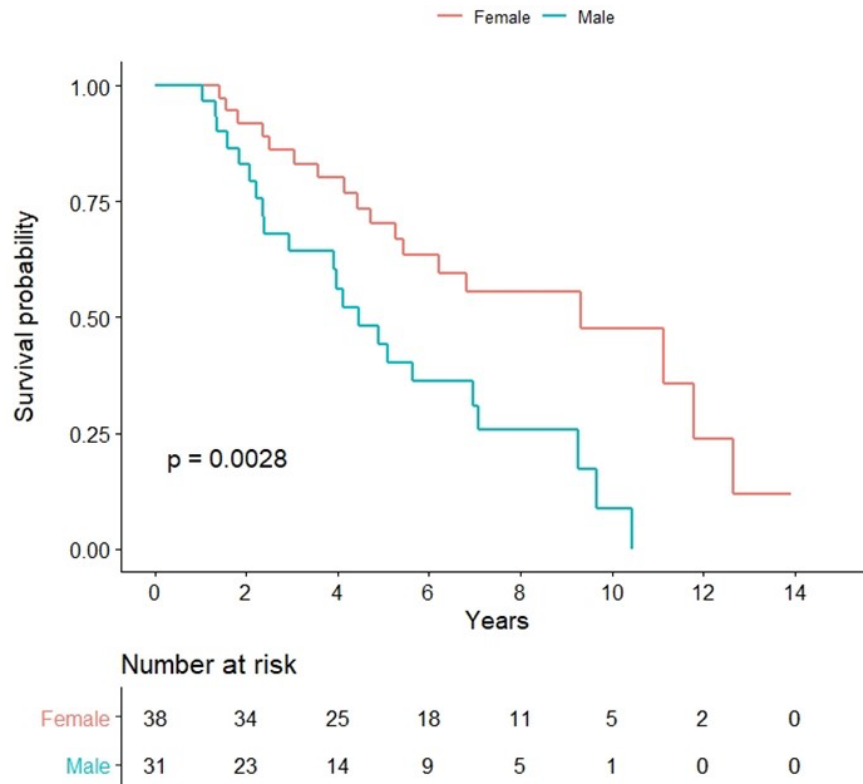 Female Male
1.00
0.75
0.50
0.25
0.00
Survival probability
p = 0.0028
0 2 4 6 8 10 12 14
Years
Number at risk
Female 38 34 25 18 11 5 2 0
Male 31 23 14 9 5 1 0 0